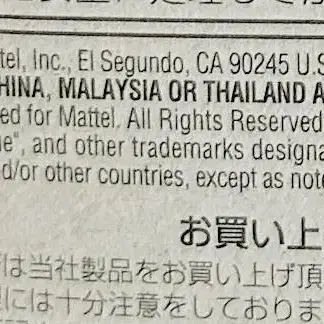 tel, Inc., El Segundo, CA 90245 U.S
CHINA, MALAYSIA OR THAILAND A
ed for Mattel. All Rights Reserved
e", and other trademarks designa
d/or other countries, except as note
お買い上
は当社製品をお買い上げ頂
には十分注意をしておりま